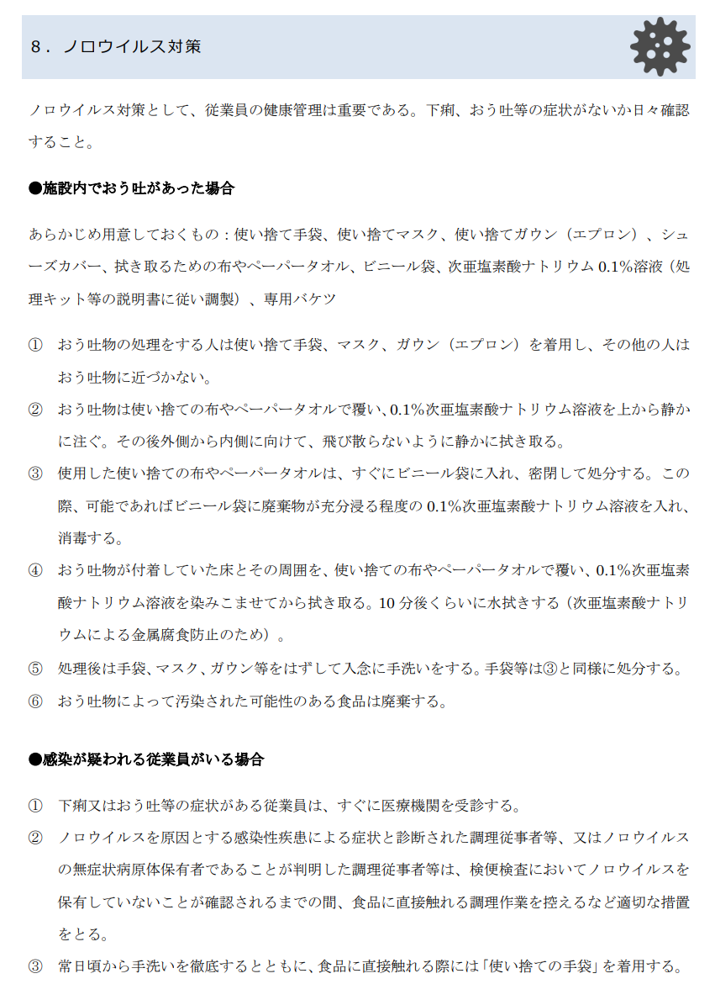 8．ノロウイルス対策
ノロウイルス対策として、従業員の健康管理は重要である。下痢、おう吐等の症状がないか日々確認
すること。
●施設内でおう吐があった場合
あらかじめ用意しておくもの：使い捨て手袋、使い捨てマスク、使い捨てガウン（エプロン）、シュ
ーズカバー、拭き取るための布やペーパータオル、ビニール袋、次亜塩素酸ナトリウム 0.1％溶液（処
理キット等の説明書に従い調製）、専用バケツ
① おう吐物の処理をする人は使い捨て手袋、マスク、ガウン（エプロン）を着用し、その他の人は
おう吐物に近づかない。
② おう吐物は使い捨ての布やペーパータオルで覆い、0.1％次亜塩素酸ナトリウム溶液を上から静か
に注ぐ。その後外側から内側に向けて、飛び散らないように静かに拭き取る。
③ 使用した使い捨ての布やペーパータオルは、すぐにビニール袋に入れ、密閉して処分する。この
際、可能であればビニール袋に廃棄物が充分浸る程度の 0.1％次亜塩素酸ナトリウム溶液を入れ、
消毒する。
④ おう吐物が付着していた床とその周囲を、使い捨ての布やペーパータオルで覆い、0.1％次亜塩素
酸ナトリウム溶液を染みこませてから拭き取る。10 分後くらいに水拭きする（次亜塩素酸ナトリ
ウムによる金属腐食防止のため）。
⑤ 処理後は手袋、マスク、ガウン等をはずして入念に手洗いをする。手袋等は③と同様に処分する。
⑥ おう吐物によって汚染された可能性のある食品は廃棄する。
●感染が疑われる従業員がいる場合
① 下痢又はおう吐等の症状がある従業員は、すぐに医療機関を受診する。
② ノロウイルスを原因とする感染性疾患による症状と診断された調理従事者等、又はノロウイルス
の無症状病原体保有者であることが判明した調理従事者等は、検便検査においてノロウイルスを
保有していないことが確認されるまでの間、食品に直接触れる調理作業を控えるなど適切な措置
をとる。
③ 常日頃から手洗いを徹底するとともに、食品に直接触れる際には「使い捨ての手袋」を着用する。